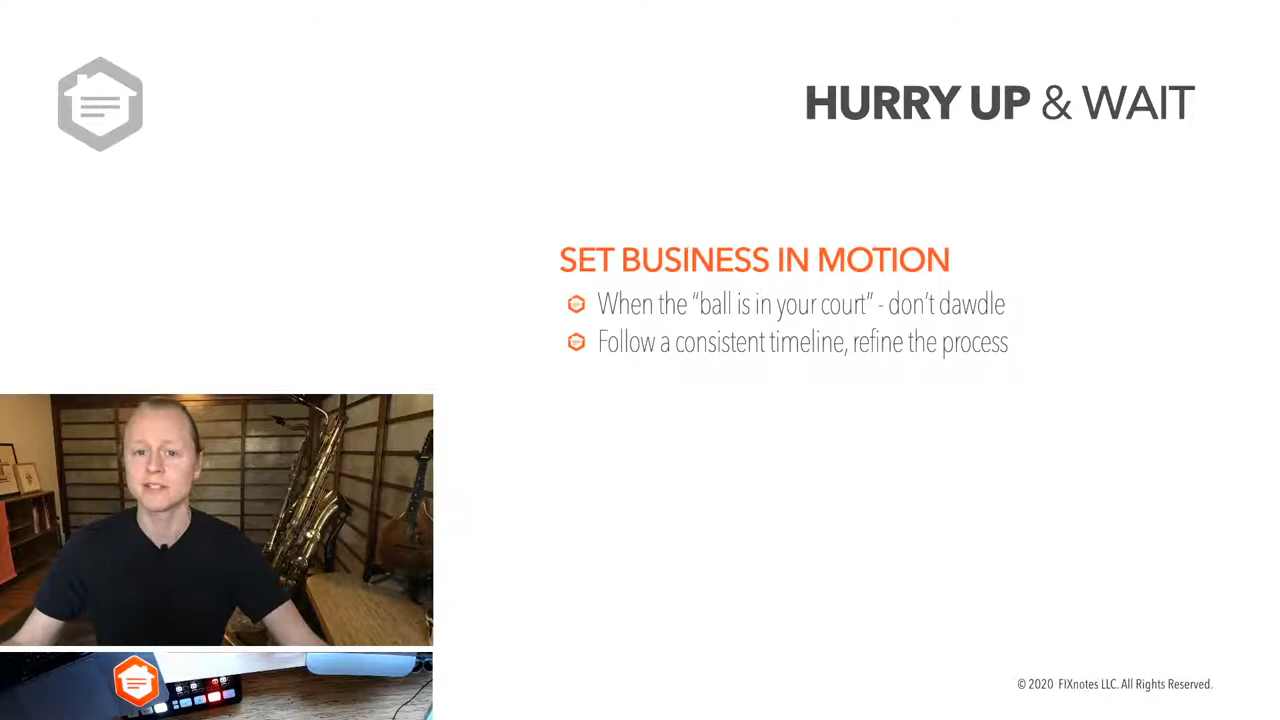 HURRY UP & WAIT
SET BUSINESS IN MOTION
When the “ball is in your court” - don’t dawdle
Follow a consistent timeline, refine the process
© 2020 FIXnotes LLC. All Rights Reserved.